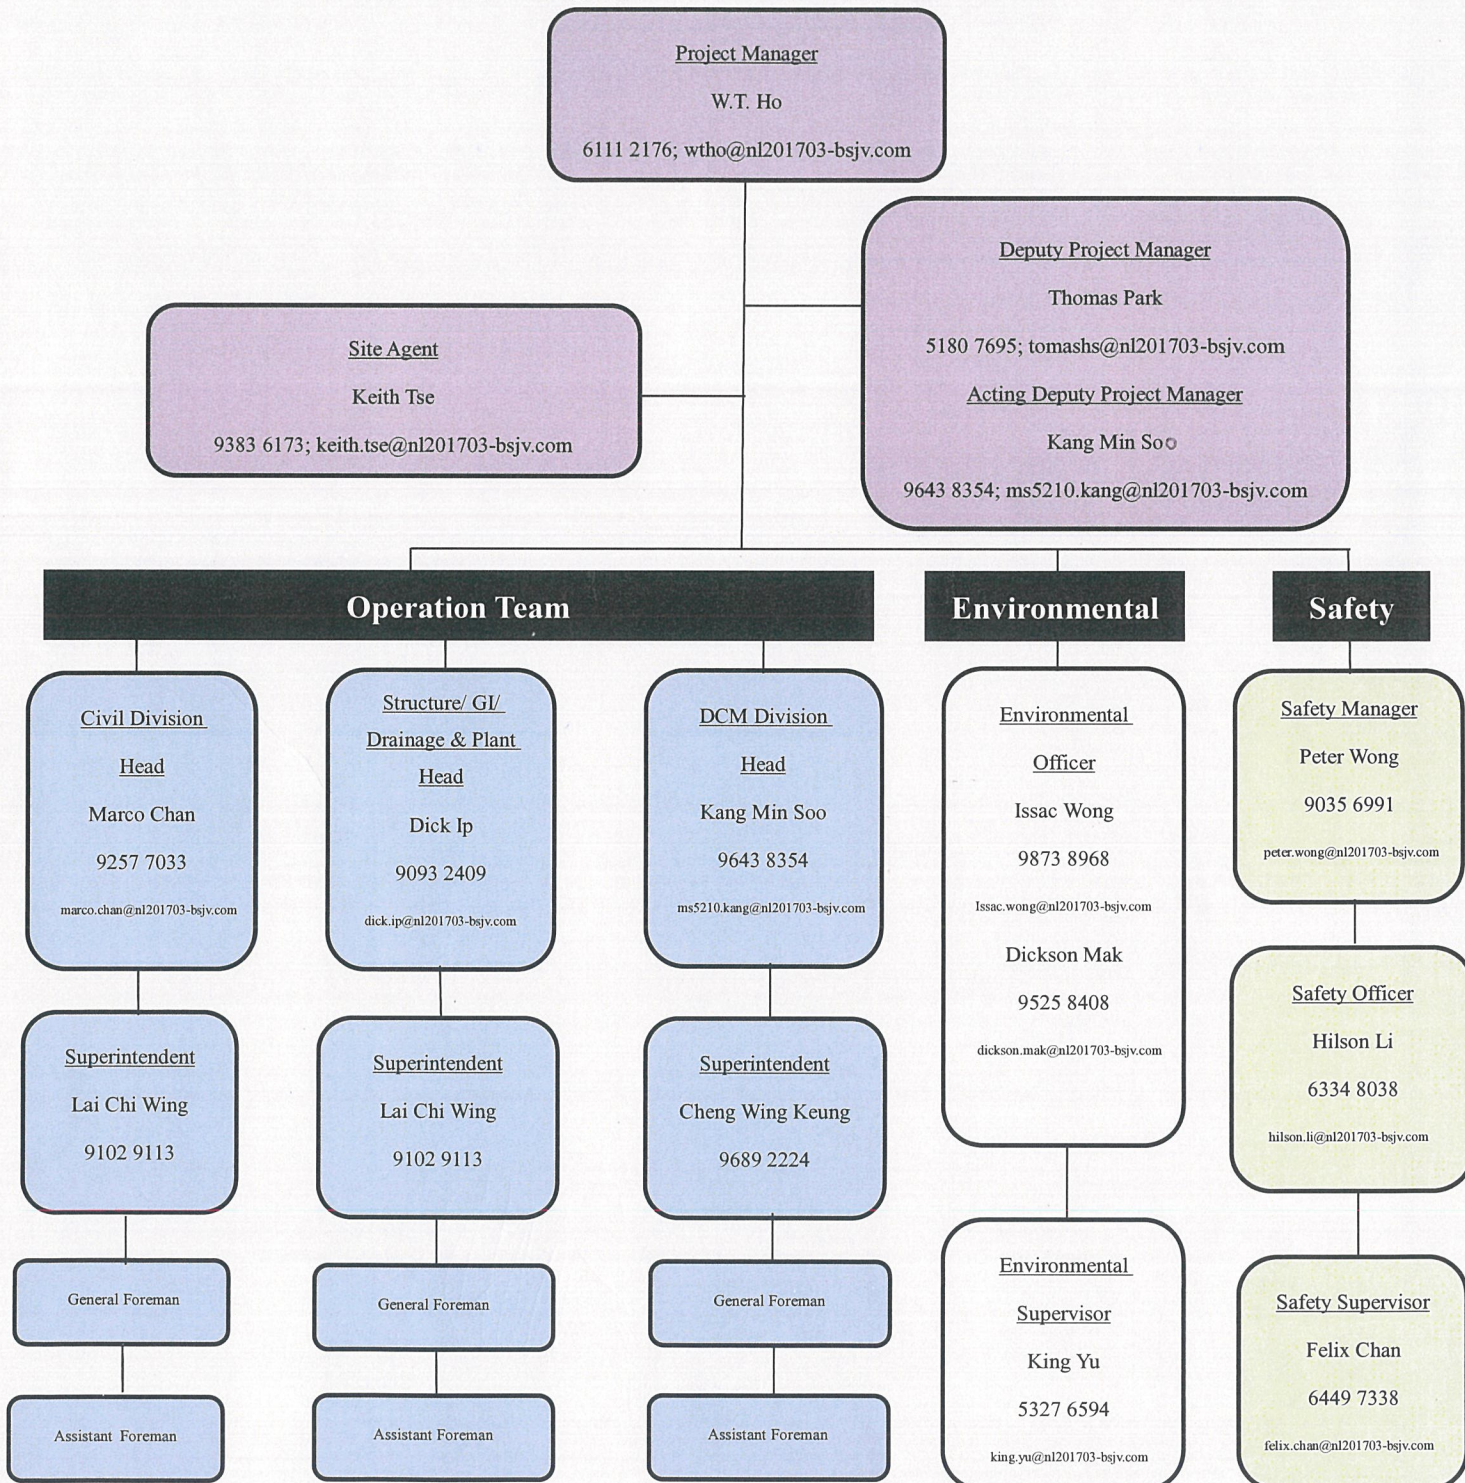 Project Manager
W.T. Ho
6111 2176; wtho@nl201703-bsjv.com
Deputy Project Manager
Thomas Park
5180 7695; tomashs@nl201703-bsjv.com
Acting Deputy Project Manager
Kang Min Soo
9643 8354; ms5210.kang@nl201703-bsjv.com
Site Agent
Keith Tse
9383 6173; keith.tse@nl201703-bsjv.com
Operation Team
Civil Division
Head
Marco Chan
9257 7033
marco.chan@nl201703-bsjv.com
Superintendent
Lai Chi Wing
9102 9113
General Foreman
Assistant Foreman
Structure/ GI/
Drainage & Plant
Head
Dick Ip
9093 2409
dick.ip@nl201703-bsjv.com
Superintendent
Lai Chi Wing
9102 9113
General Foreman
Assistant Foreman
DCM Division
Head
Kang Min Soo
9643 8354
ms5210.kang@nl201703-bsjv.com
Superintendent
Cheng Wing Keung
9689 2224
General Foreman
Assistant Foreman
Environmental
Environmental
Officer
Issac Wong
9873 8968
Issac.wong@nl201703-bsjv.com
Dickson Mak
9525 8408
dickson.mak@nl201703-bsjv.com
Environmental
Supervisor
King Yu
5327 6594
king.yu@nl201703-bsjv.com
Safety
Safety Manager
Peter Wong
9035 6991
peter.wong@nl201703-bsjv.com
Safety Officer
Hilson Li
6334 8038
hilson.li@nl201703-bsjv.com
Safety Supervisor
Felix Chan
6449 7338
felix.chan@nl201703-bsjv.com